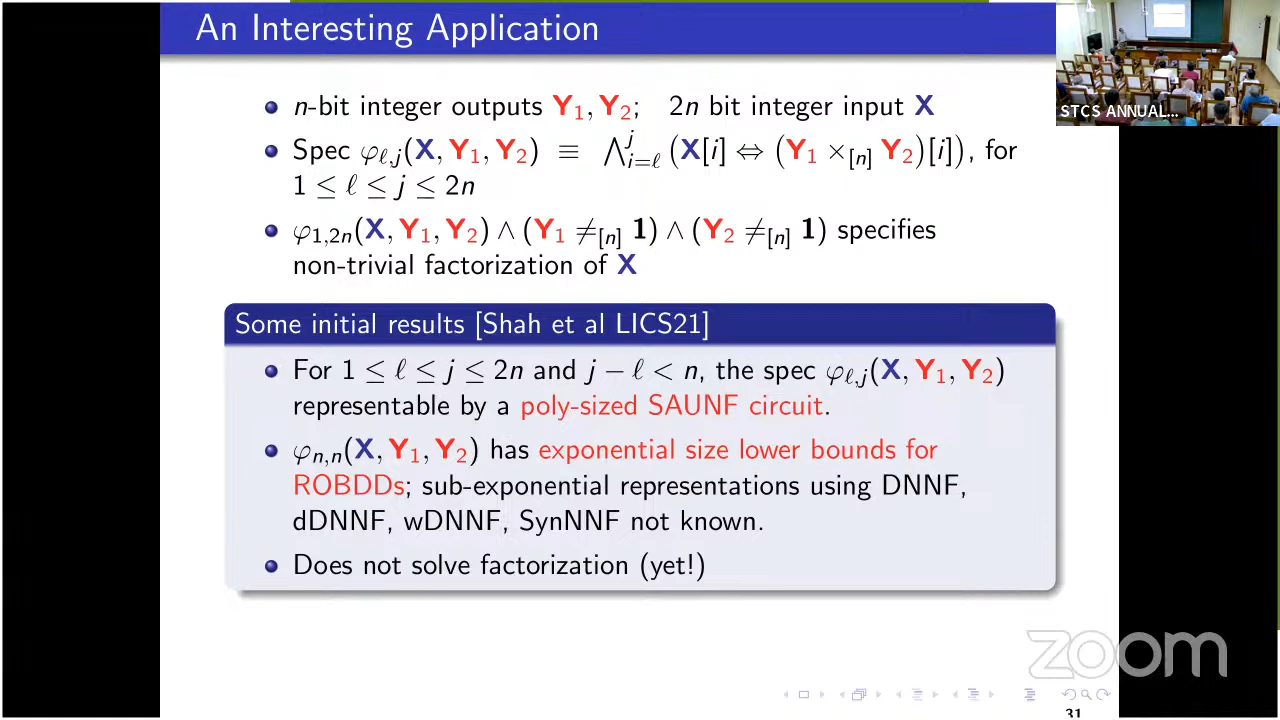 An Interesting Application
STCS ANNUAL...
n-bit integer outputs Y₁, Y₂; 2n bit integer input X
Spec φ_{ℓ,j}(X, Y₁, Y₂) ≡ ⋀_{i=ℓ}^{j} (X[i] ⇔ (Y₁ ×_{[n]} Y₂)[i]), for
1 ≤ ℓ ≤ j ≤ 2n
φ_{1,2n}(X, Y₁, Y₂) ∧ (Y₁ ≠_{[n]} 1) ∧ (Y₂ ≠_{[n]} 1) specifies
non-trivial factorization of X
Some initial results [Shah et al LICS21]
For 1 ≤ ℓ ≤ j ≤ 2n and j − ℓ < n, the spec φ_{ℓ,j}(X, Y₁, Y₂)
representable by a poly-sized SAUNF circuit.
φ_{n,n}(X, Y₁, Y₂) has exponential size lower bounds for
ROBDDs; sub-exponential representations using DNNF,
dDNNF, wDNNF, SynNNF not known.
Does not solve factorization (yet!)
zoom
31